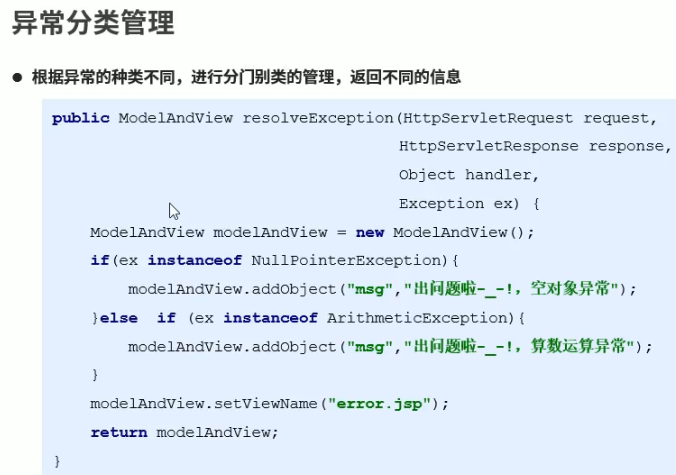 异常分类管理
● 根据异常的种类不同，进行分门别类的管理，返回不同的信息
public ModelAndView resolveException(HttpServletRequest request,
HttpServletResponse response,
Object handler,
Exception ex) {
ModelAndView modelAndView = new ModelAndView();
if(ex instanceof NullPointerException){
modelAndView.addObject("msg","出问题啦-_-!，空对象异常");
}else  if (ex instanceof ArithmeticException){
modelAndView.addObject("msg","出问题啦-_-!，算数运算异常");
}
modelAndView.setViewName("error.jsp");
return modelAndView;
}